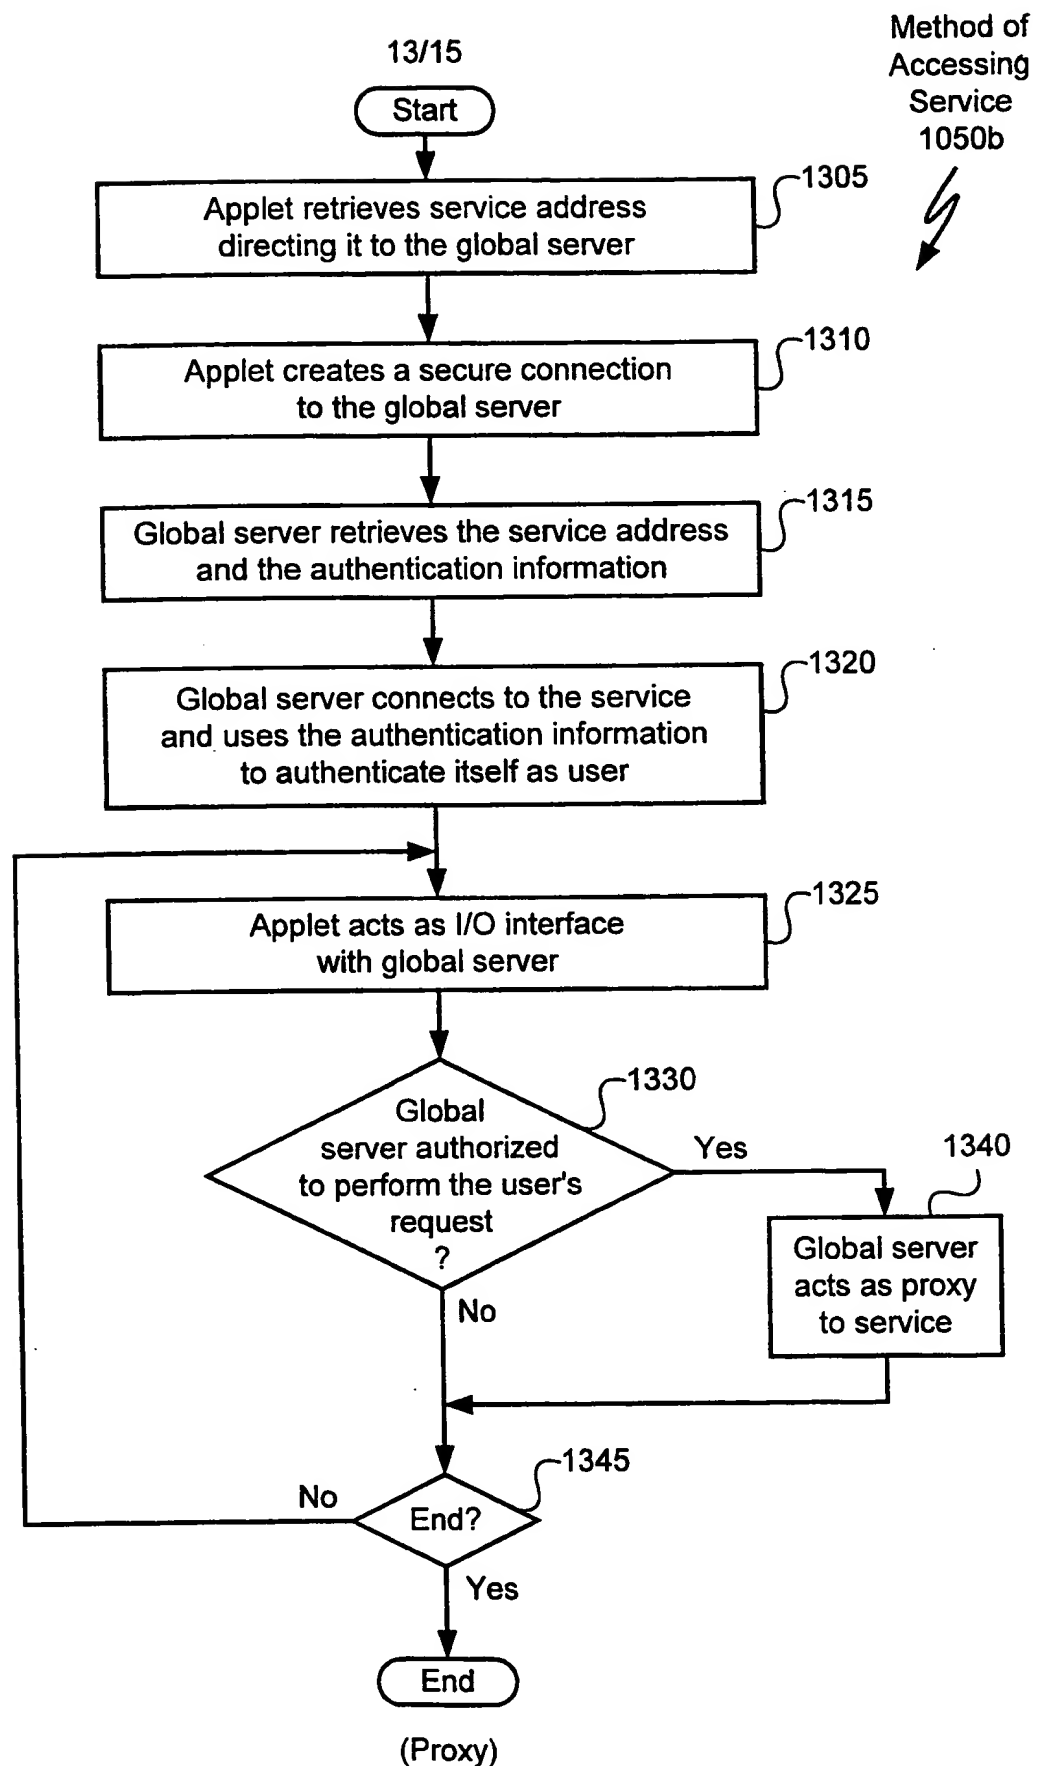 13/15
Method of
Accessing
Service
1050b
Start
1305
Applet retrieves service address
directing it to the global server
1310
Applet creates a secure connection
to the global server
1315
Global server retrieves the service address
and the authentication information
1320
Global server connects to the service
and uses the authentication information
to authenticate itself as user
1325
Applet acts as I/O interface
with global server
1330
Global
server authorized
to perform the user's
request
?
Yes
1340
Global server
acts as proxy
to service
No
1345
No
End?
Yes
End
(Proxy)